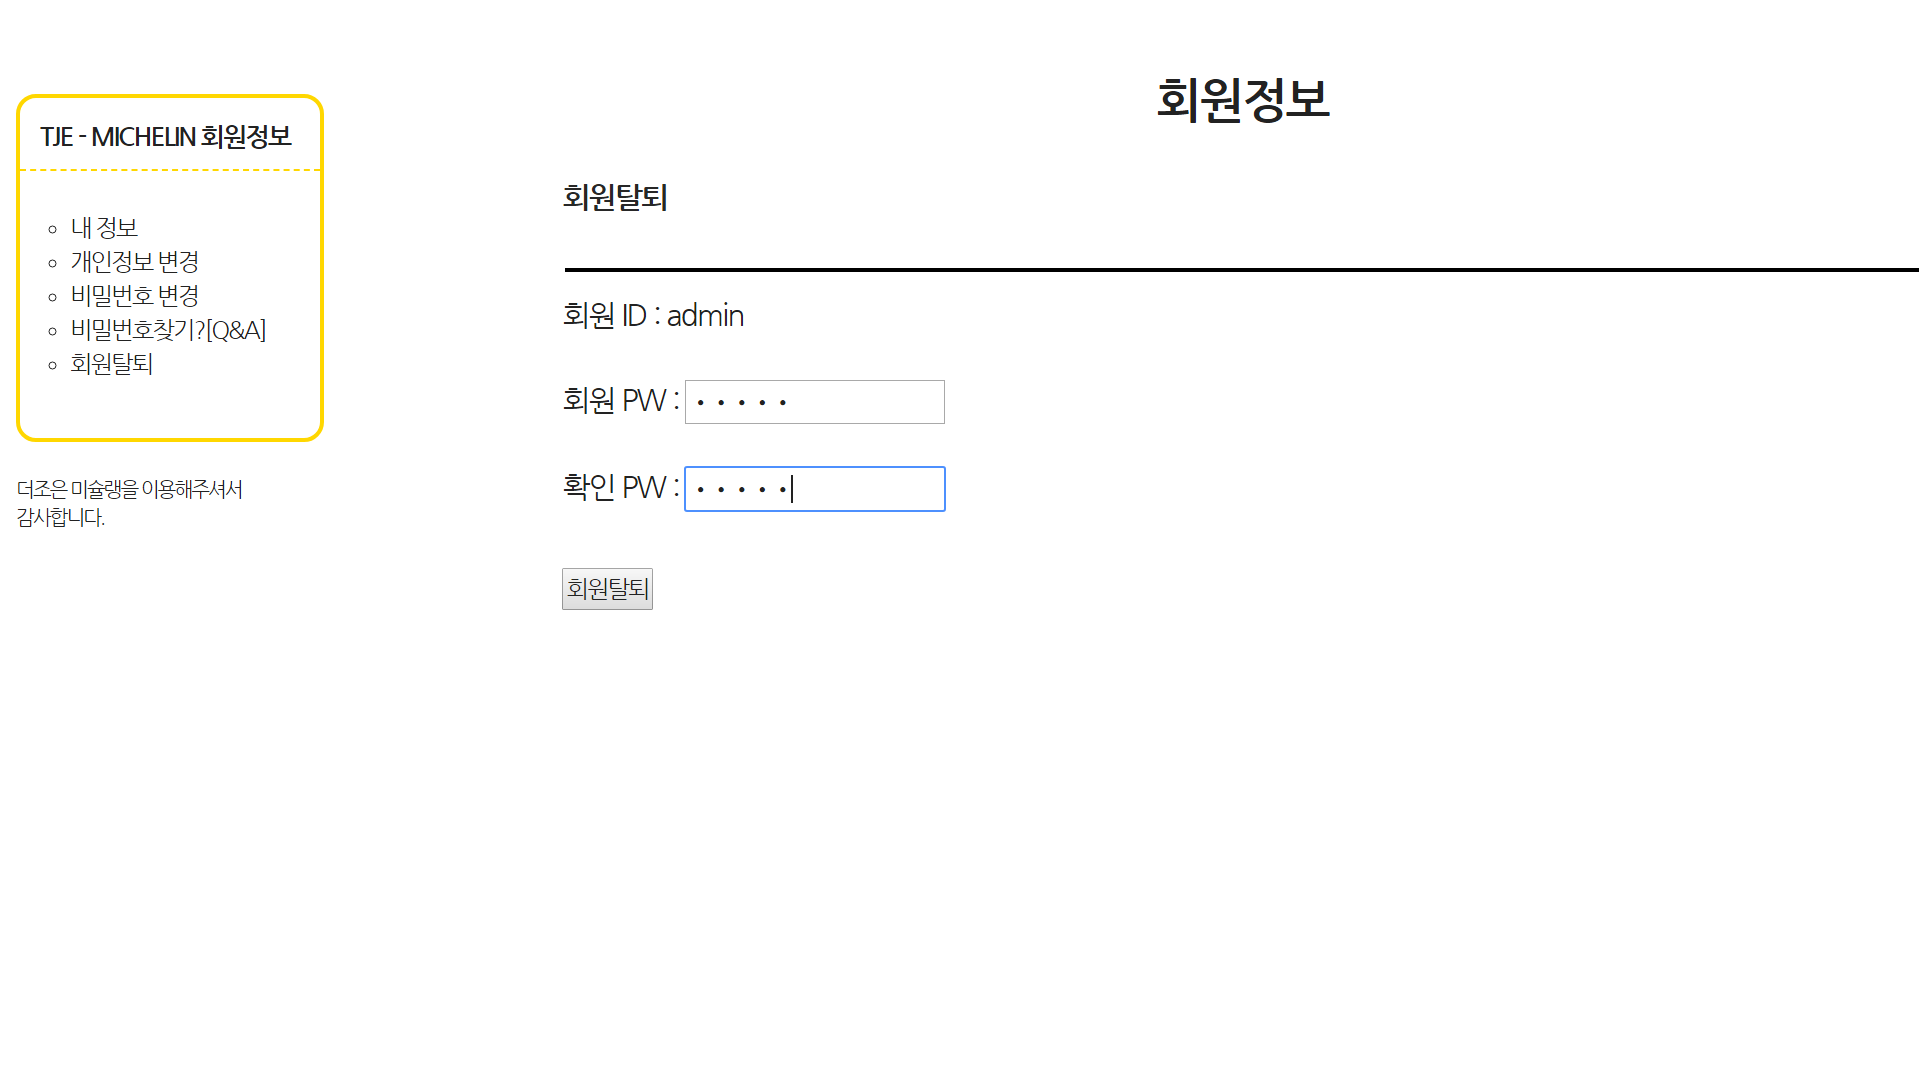 TJE - MICHELIN 회원정보
내 정보
개인정보 변경
비밀번호 변경
비밀번호찾기?[Q&A]
회원탈퇴
더조은 미슐랭을 이용해주셔서
감사합니다.
회원정보
회원탈퇴
회원 ID : admin
회원 PW : •••••
확인 PW : •••••
회원탈퇴